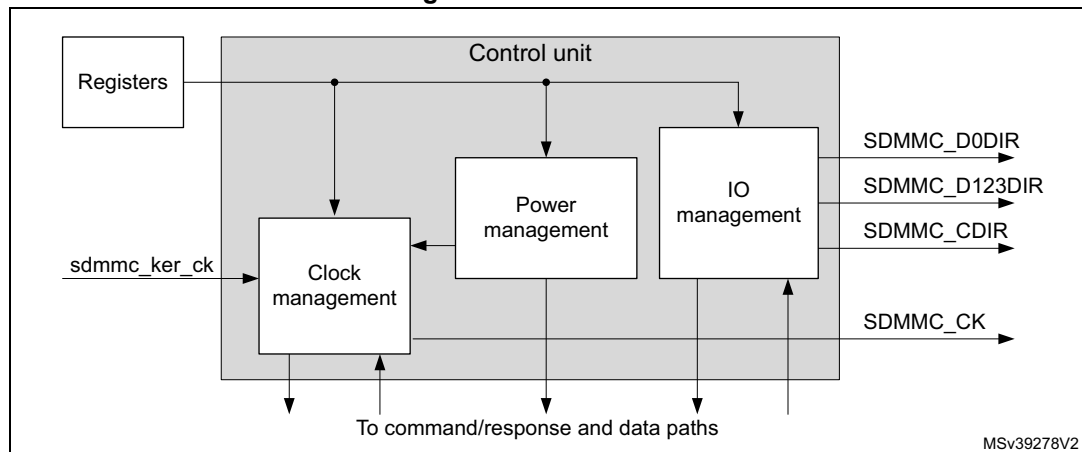 Control unit
Registers
SDMMC_D0DIR
SDMMC_D123DIR
SDMMC_CDIR
IO
management
Power
management
sdmmc_ker_ck
Clock
management
SDMMC_CK
To command/response and data paths
MSv39278V2